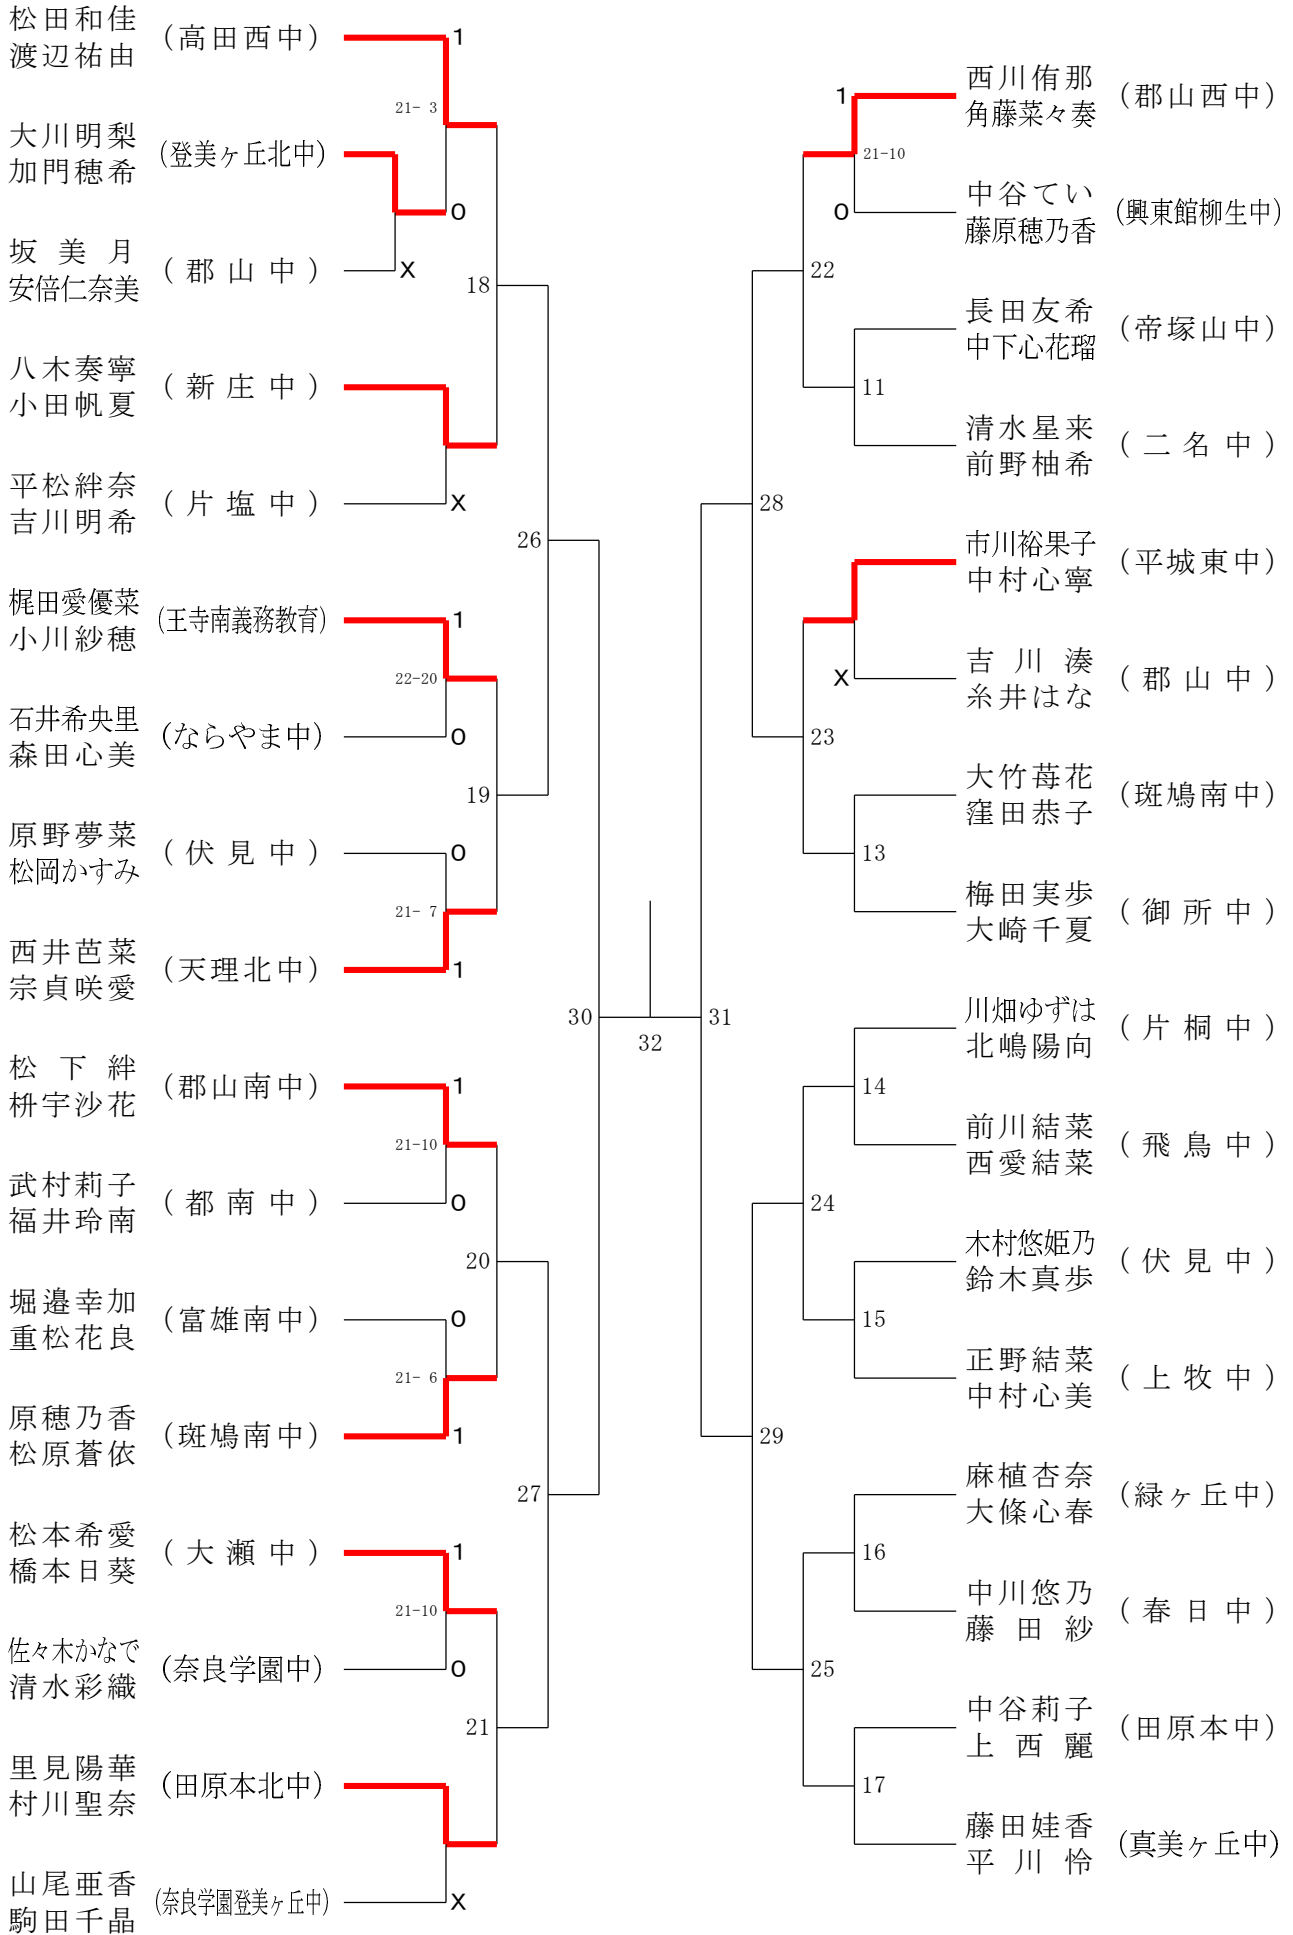 松田和佳
渡辺祐由
(高田西中)
1
21- 3
大川明梨
加門穂希
(登美ヶ丘北中)
0
坂美月
安倍仁奈美
(郡山中)
X
18
八木奏寧
小田帆夏
(新庄中)
平松絆奈
吉川明希
(片塩中)
X
26
梶田愛優菜
小川紗穂
(王寺南義務教育)
1
22-20
石井希央里
森田心美
(ならやま中)
0
19
原野夢菜
松岡かすみ
(伏見中)
0
21- 7
西井芭菜
宗貞咲愛
(天理北中)
1
30
32
松下絆
枡宇沙花
(郡山南中)
1
21-10
武村莉子
福井玲南
(都南中)
0
20
堀邉幸加
重松花良
(富雄南中)
0
21- 6
原穂乃香
松原蒼依
(斑鳩南中)
1
27
松本希愛
橋本日葵
(大瀬中)
1
21-10
佐々木かなで
清水彩織
(奈良学園中)
0
21
里見陽華
村川聖奈
(田原本北中)
山尾亜香
駒田千晶
(奈良学園登美ヶ丘中)
X
1
西川侑那
角藤菜々奏
(郡山西中)
21-10
0
中谷てい
藤原穂乃香
(興東館柳生中)
22
長田友希
中下心花瑠
(帝塚山中)
11
清水星来
前野柚希
(二名中)
28
市川裕果子
中村心寧
(平城東中)
X
吉川湊
糸井はな
(郡山中)
23
大竹苺花
窪田恭子
(斑鳩南中)
13
梅田実歩
大崎千夏
(御所中)
31
川畑ゆずは
北嶋陽向
(片桐中)
14
前川結菜
西愛結菜
(飛鳥中)
24
木村悠姫乃
鈴木真歩
(伏見中)
15
正野結菜
中村心美
(上牧中)
29
麻植杏奈
大條心春
(緑ヶ丘中)
16
中川悠乃
藤田紗
(春日中)
25
中谷莉子
上西麗
(田原本中)
17
藤田娃香
平川怜
(真美ヶ丘中)